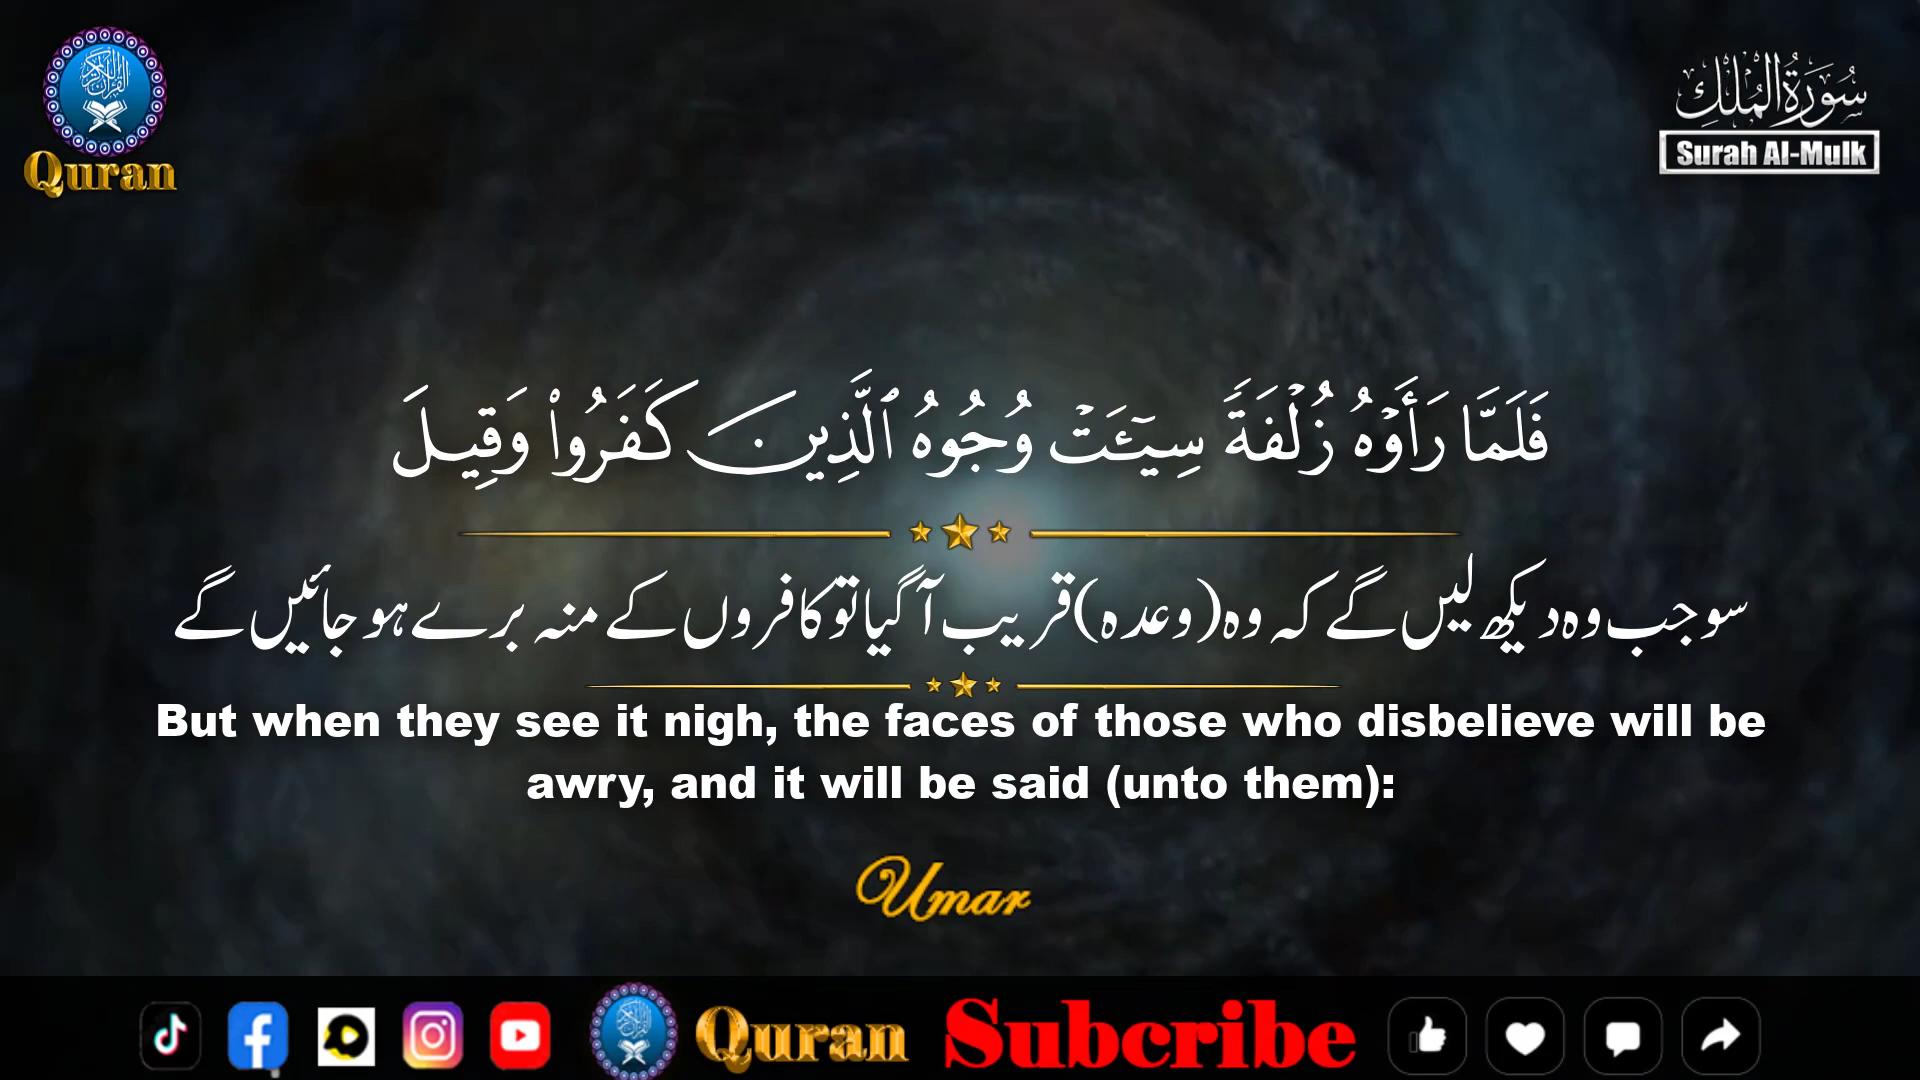 Quran
سُورَةُ الْمُلْكِ
Surah Al-Mulk
فَلَمَّا رَأَوْهُ زُلْفَةً سِيٓـَٔتْ وُجُوهُ ٱلَّذِينَ كَفَرُوا۟ وَقِيلَ
سو جب وہ دیکھ لیں گے کہ وہ (وعدہ) قریب آ گیا تو کافروں کے منہ برے ہو جائیں گے
But when they see it nigh, the faces of those who disbelieve will be
awry, and it will be said (unto them):
Umar
Quran Subcribe